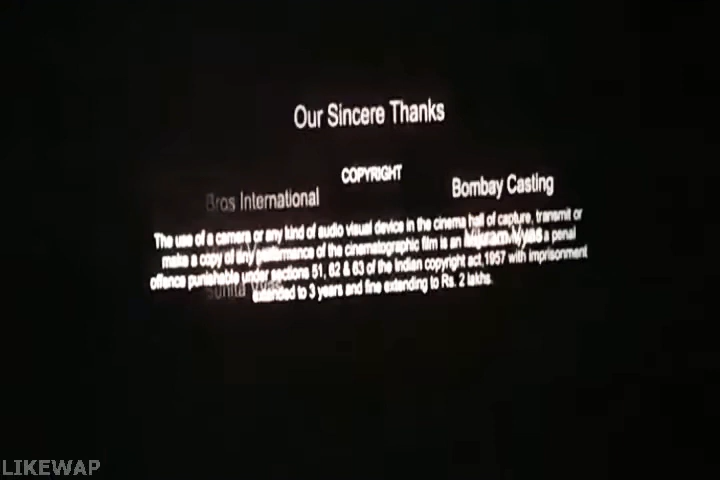 Our Sincere Thanks
COPYRIGHT
Bros International
Bombay Casting
The use of a camera or any kind of audio visual device in the cinema hall of capture, transmit or
make a copy of tiny performance of the cinematographic film is an a penal
offence punishable under sections 51, 62 & 63 of the Indian copyright act, 1957 with imprisonment
Sunita
extended to 3 years and fine extending to Rs. 2 lakhs.
LIKEWAP